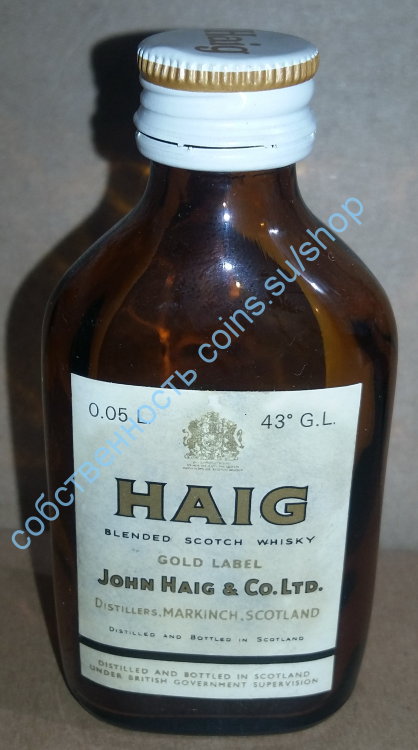 Haig
0.05 L.
43° G.L.
HAIG
BLENDED SCOTCH WHISKY
GOLD LABEL
JOHN HAIG & CO. LTD.
DISTILLERS, MARKINCH, SCOTLAND
DISTILLED AND BOTTLED IN SCOTLAND
DISTILLED AND BOTTLED IN SCOTLAND
UNDER BRITISH GOVERNMENT SUPERVISION
собственность coins.su/shop